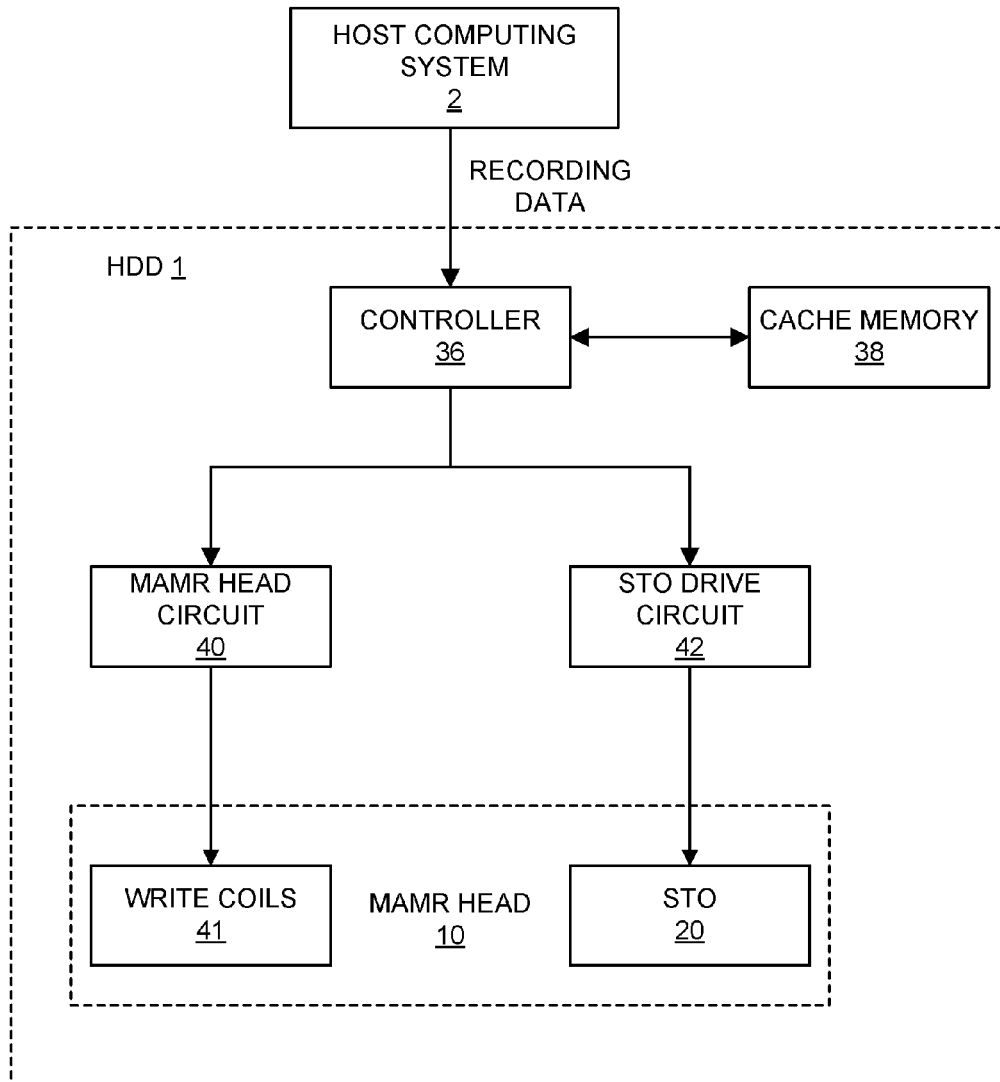 HOST COMPUTING
SYSTEM
2
RECORDING
DATA
HDD 1
CONTROLLER
36
CACHE MEMORY
38
MAMR HEAD
CIRCUIT
40
STO DRIVE
CIRCUIT
42
WRITE COILS
41
MAMR HEAD
10
STO
20